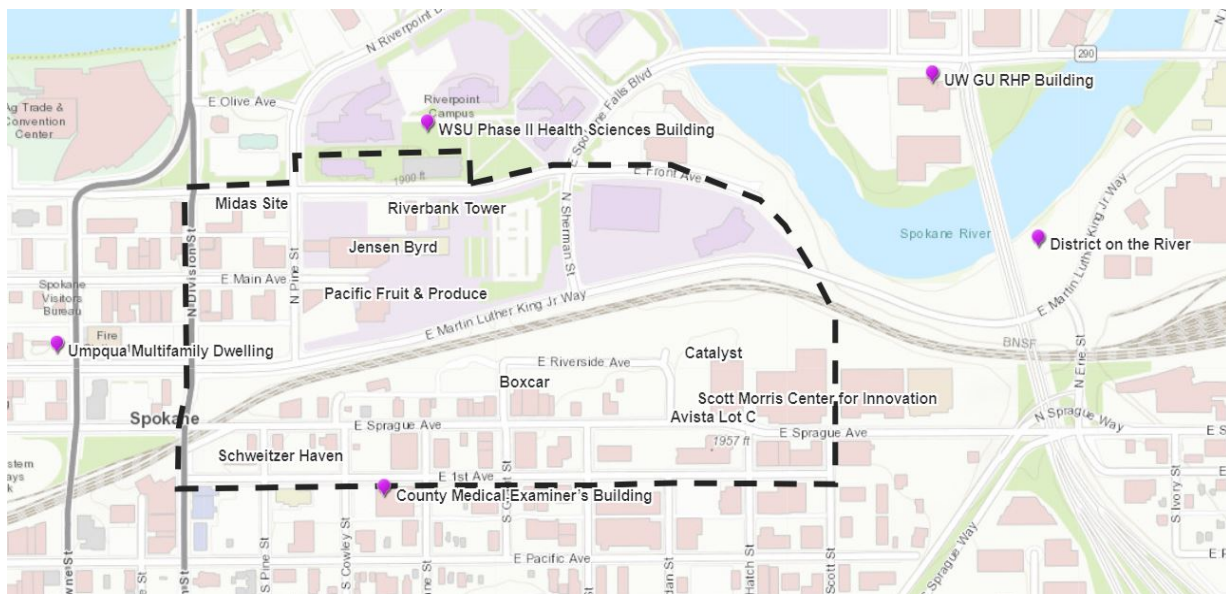 N Riverpoint B
290
E Olive Ave
Riverpoint
Campus
E Spokane Falls Blvd
UW GU RHP Building
Ag Trade &
Convention
Center
WSU Phase II Health Sciences Building
1900 ft
E Front Ave
Midas Site
Riverbank Tower
N Division St
N Pine St
N Sherman St
Jensen Byrd
Spokane River
District on the River
E Martin Luther King Jr Way
E Main Ave
Spokane
Visitors
Bureau
Pacific Fruit & Produce
E Martin Luther King Jr Way
Fire
BNSF
Umpqua Multifamily Dwelling
E Riverside Ave
Catalyst
N Erie St
Boxcar
Scott Morris Center for Innovation
Spokane
Avista Lot C
N Sprague Way
E Sprague Ave
1957 ft
E Sprague Ave
E S
Schweitzer Haven
E 1st Ave
County Medical Examiner's Building
S Pine St
S Cowley St
S Ivory St
E Pacific Ave
Hatch St
S Scott St
Sprague Way